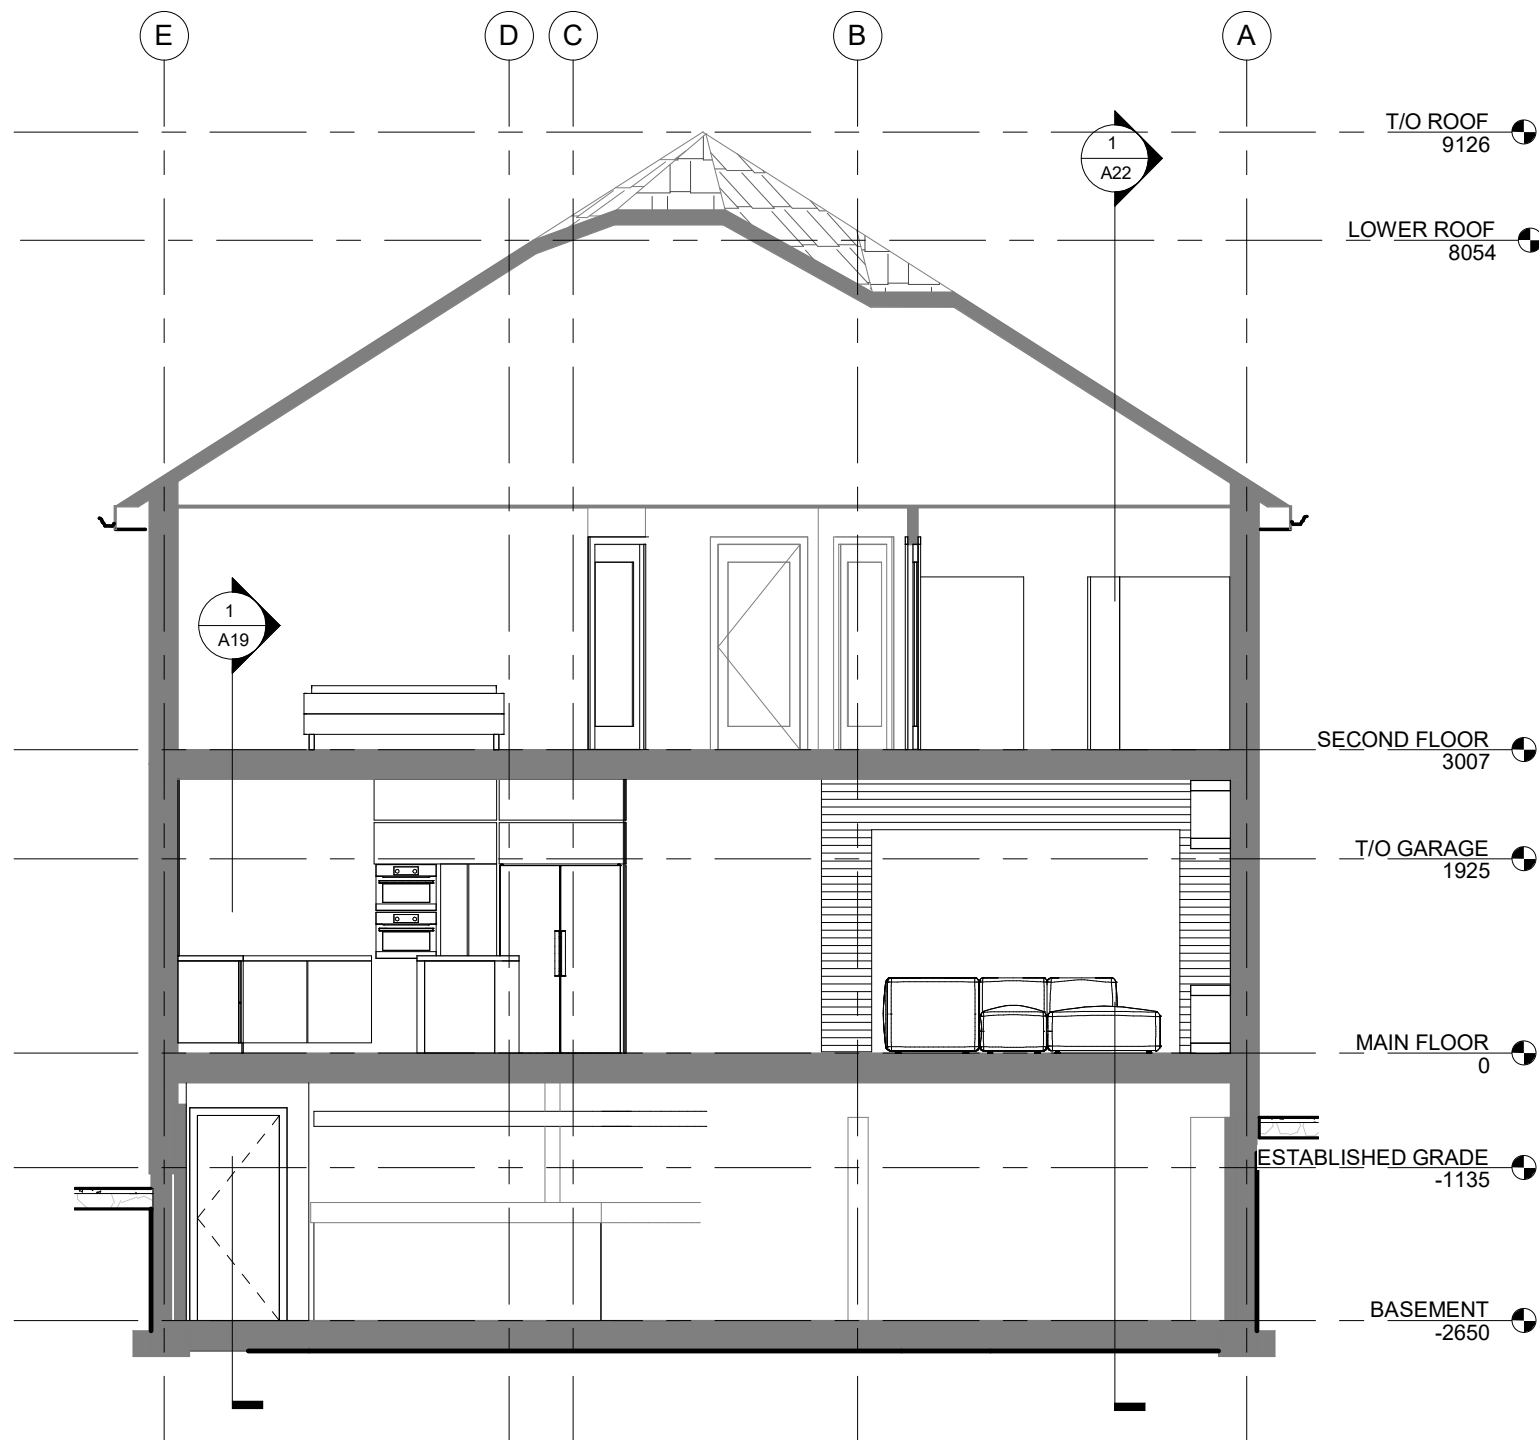 E
D
C
B
A
T/O ROOF
9126
1
A22
LOWER ROOF
8054
1
A19
SECOND FLOOR
3007
T/O GARAGE
1925
MAIN FLOOR
0
ESTABLISHED GRADE
-1135
BASEMENT
-2650